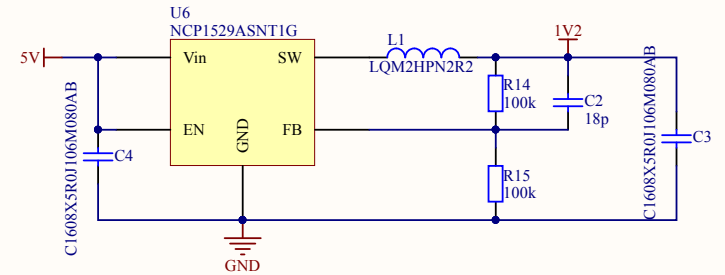 U6
NCP1529ASNT1G
L1
LQM2HPN2R2
1V2
5V
Vin
SW
EN
FB
GND
R14
100k
C2
18p
R15
100k
C3
C1608X5R0J106M080AB
C4
C1608X5R0J106M080AB
GND